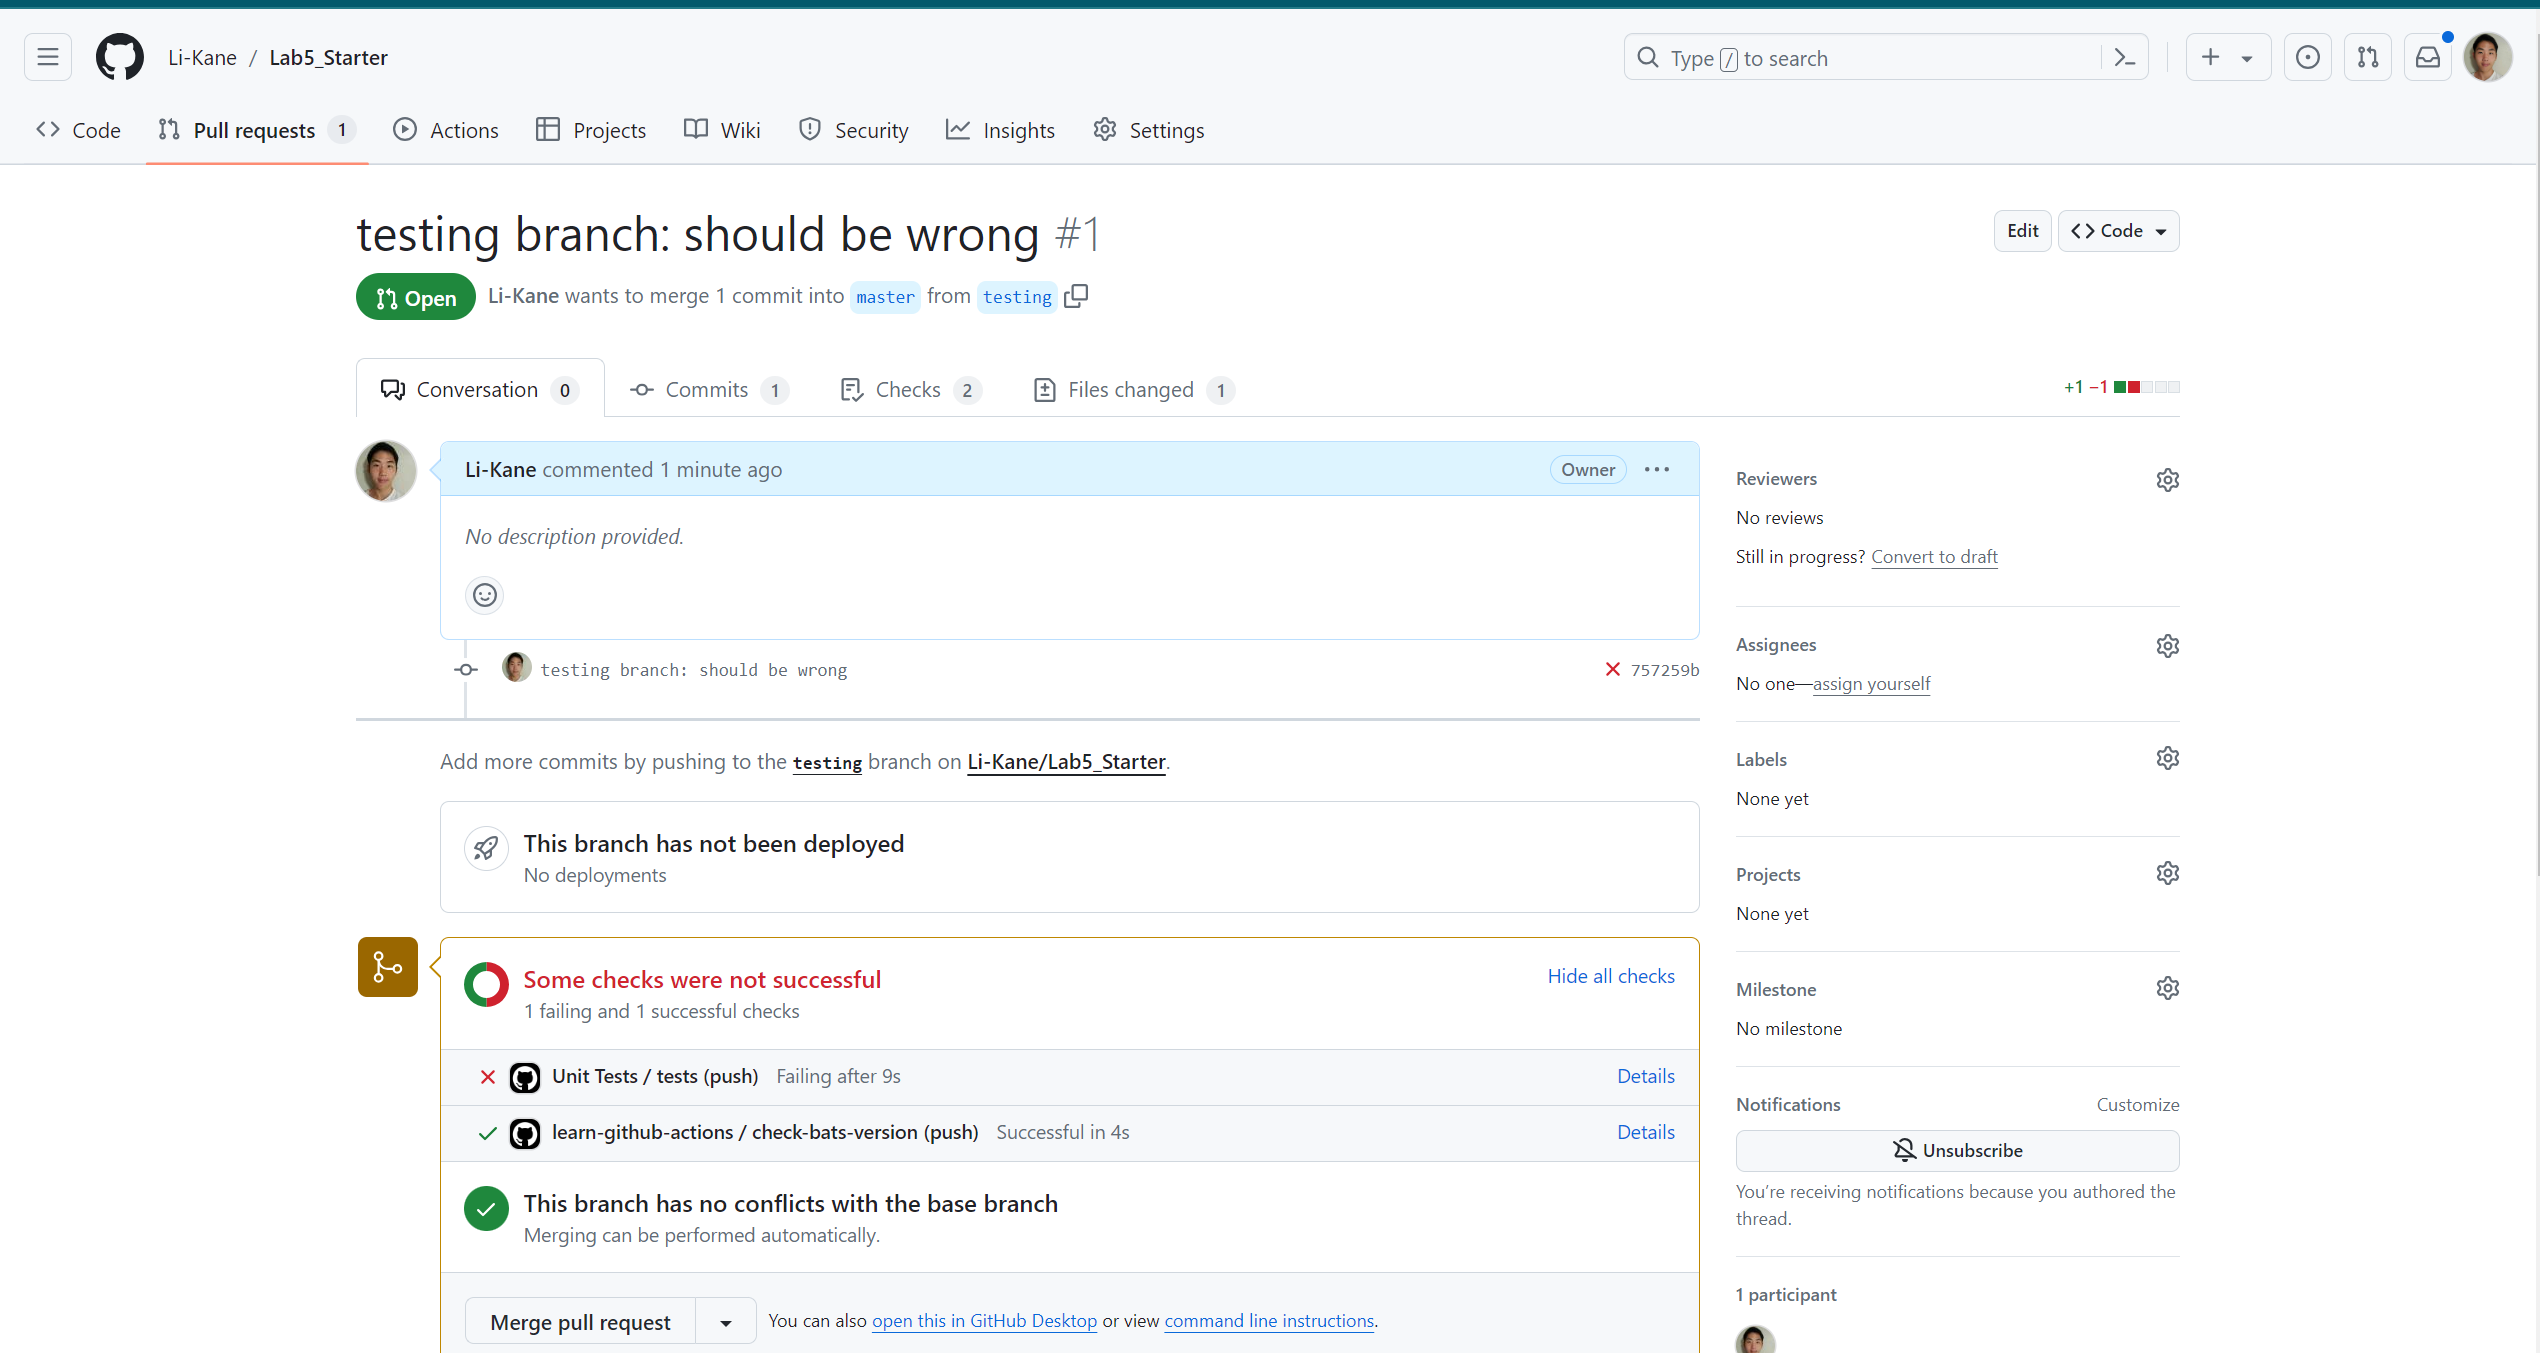 Li-Kane / Lab5_Starter
Type / to search
Code
Pull requests 1
Actions
Projects
Wiki
Security
Insights
Settings
testing branch: should be wrong #1
Edit
Code
Open
Li-Kane wants to merge 1 commit into master from testing
Conversation 0
Commits 1
Checks 2
Files changed 1
+1 −1
Li-Kane commented 1 minute ago
Owner
No description provided.
testing branch: should be wrong
757259b
Add more commits by pushing to the testing branch on Li-Kane/Lab5_Starter.
This branch has not been deployed
No deployments
Some checks were not successful
1 failing and 1 successful checks
Hide all checks
Unit Tests / tests (push) Failing after 9s
Details
learn-github-actions / check-bats-version (push) Successful in 4s
Details
This branch has no conflicts with the base branch
Merging can be performed automatically.
Merge pull request
You can also open this in GitHub Desktop or view command line instructions.
Reviewers
No reviews
Still in progress? Convert to draft
Assignees
No one—assign yourself
Labels
None yet
Projects
None yet
Milestone
No milestone
Notifications
Customize
Unsubscribe
You're receiving notifications because you authored the
thread.
1 participant